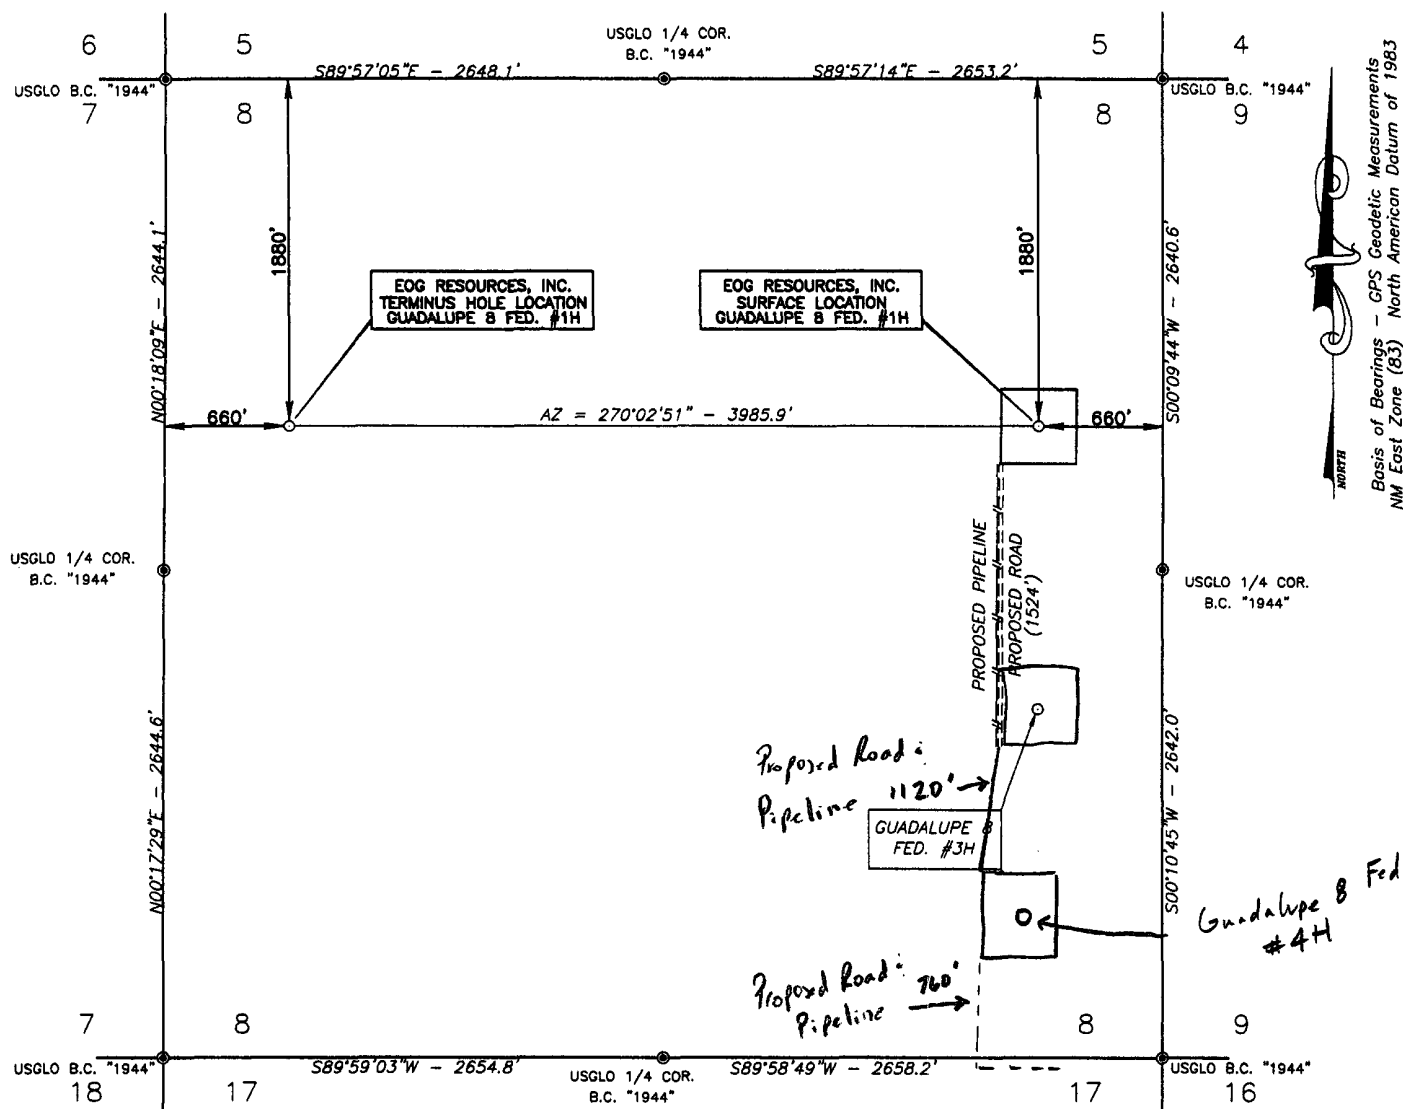 6
5
USGLO 1/4 COR.
B.C. "1944"
5
4
S89°57'05"E - 2648.1'
S89°57'14"E - 2653.2'
USGLO B.C. "1944"
USGLO B.C. "1944"
7
8
8
9
N00°18'09"E - 2644.1'
1880'
1880'
S00°09'44"W - 2640.6'
EOG RESOURCES, INC.
TERMINUS HOLE LOCATION
GUADALUPE 8 FED. #1H
EOG RESOURCES, INC.
SURFACE LOCATION
GUADALUPE 8 FED. #1H
Basis of Bearings - GPS Geodetic Measurements
NM East Zone (83) North American Datum of 1983
NORTH
660'
AZ = 270°02'51" - 3985.9'
660'
PROPOSED PIPELINE
PROPOSED ROAD
(1524')
USGLO 1/4 COR.
B.C. "1944"
USGLO 1/4 COR.
B.C. "1944"
N00°17'29"E - 2644.6'
S00°10'45"W - 2642.0'
Proposed Road &
Pipeline 1120'
GUADALUPE 8
FED. #3H
Guadalupe 8 Fed
#4H
Proposed Road & 760'
Pipeline
7
8
8
9
USGLO B.C. "1944"
S89°59'03"W - 2654.8'
USGLO 1/4 COR.
B.C. "1944"
S89°58'49"W - 2658.2'
USGLO B.C. "1944"
18
17
17
16